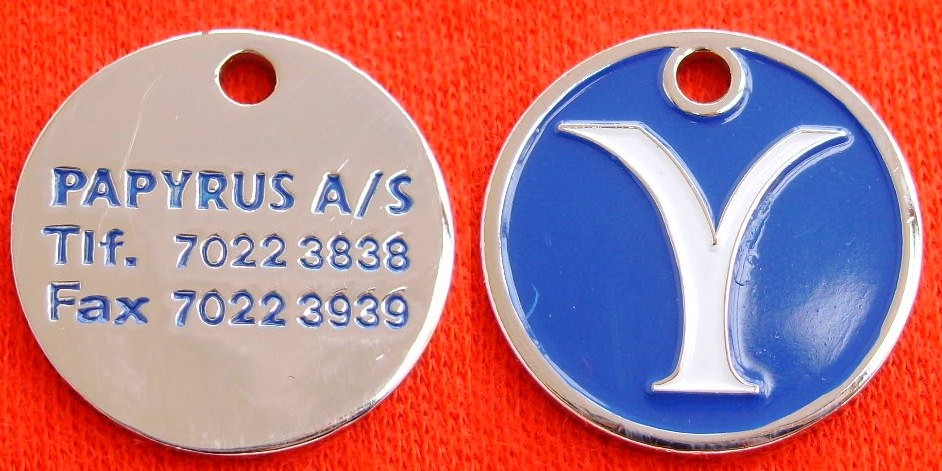 PAPYRUS A/S
Tlf. 7022 3838
Fax 7022 3939
Y